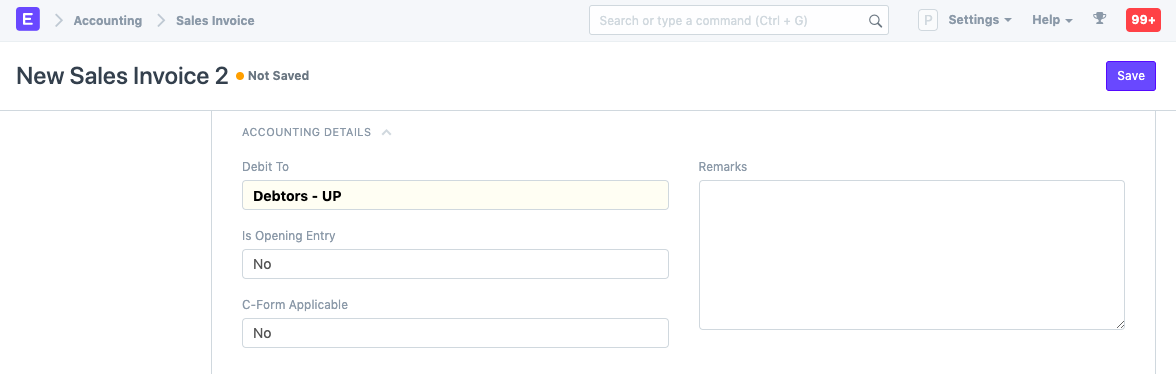 E Accounting Sales Invoice Search or type a command (Ctrl + G) P Settings Help 99+
New Sales Invoice 2 Not Saved Save
ACCOUNTING DETAILS
Debit To Remarks
Debtors - UP
Is Opening Entry
No
C-Form Applicable
No